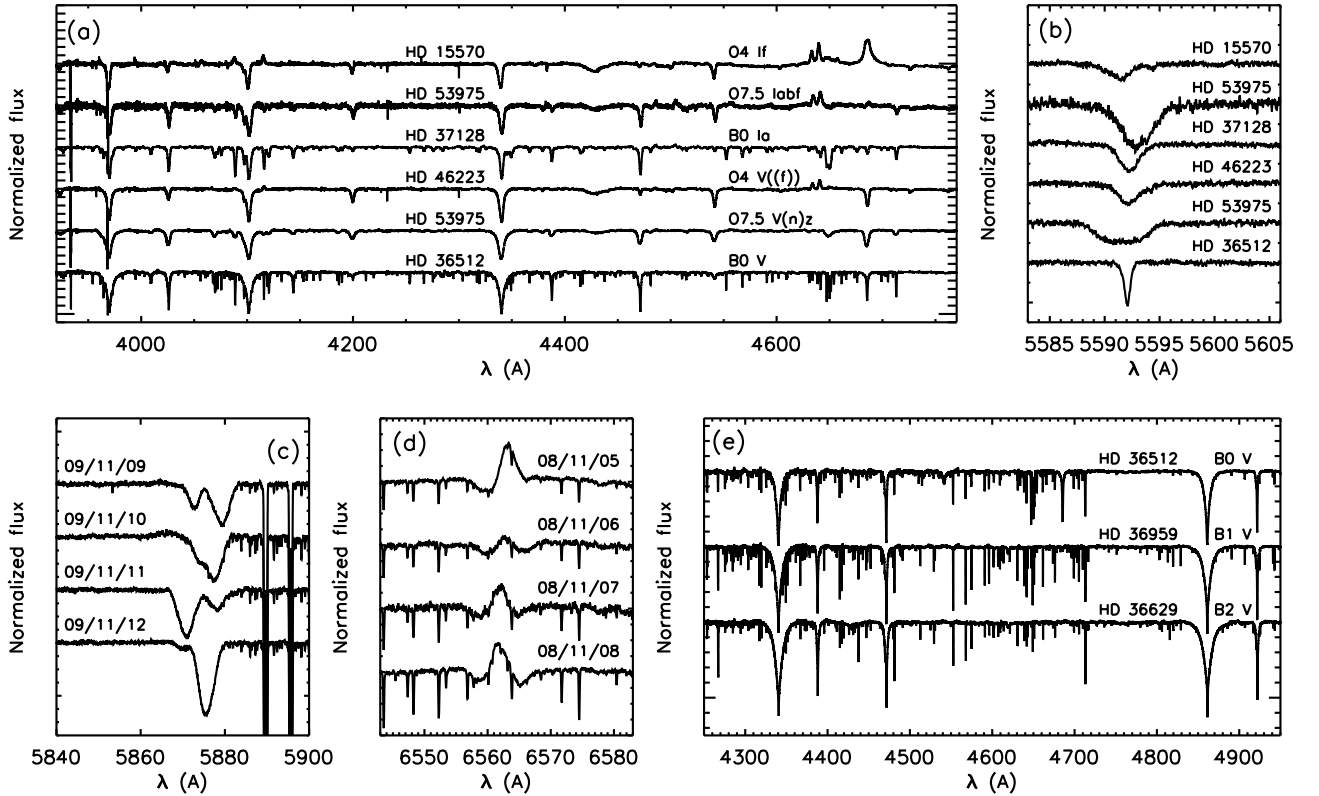 (a)
HD 15570 O4 If
HD 53975 O7.5 Iabf
HD 37128 B0 Ia
HD 46223 O4 V((f))
HD 53975 O7.5 V(n)z
HD 36512 B0 V
Normalized flux
4000 4200 4400 4600
λ (A)
(b)
HD 15570
HD 53975
HD 37128
HD 46223
HD 53975
HD 36512
Normalized flux
5585 5590 5595 5600 5605
λ (A)
(c)
09/11/09
09/11/10
09/11/11
09/11/12
Normalized flux
5840 5860 5880 5900
λ (A)
(d)
08/11/05
08/11/06
08/11/07
08/11/08
Normalized flux
6550 6560 6570 6580
λ (A)
(e)
HD 36512 B0 V
HD 36959 B1 V
HD 36629 B2 V
Normalized flux
4300 4400 4500 4600 4700 4800 4900
λ (A)